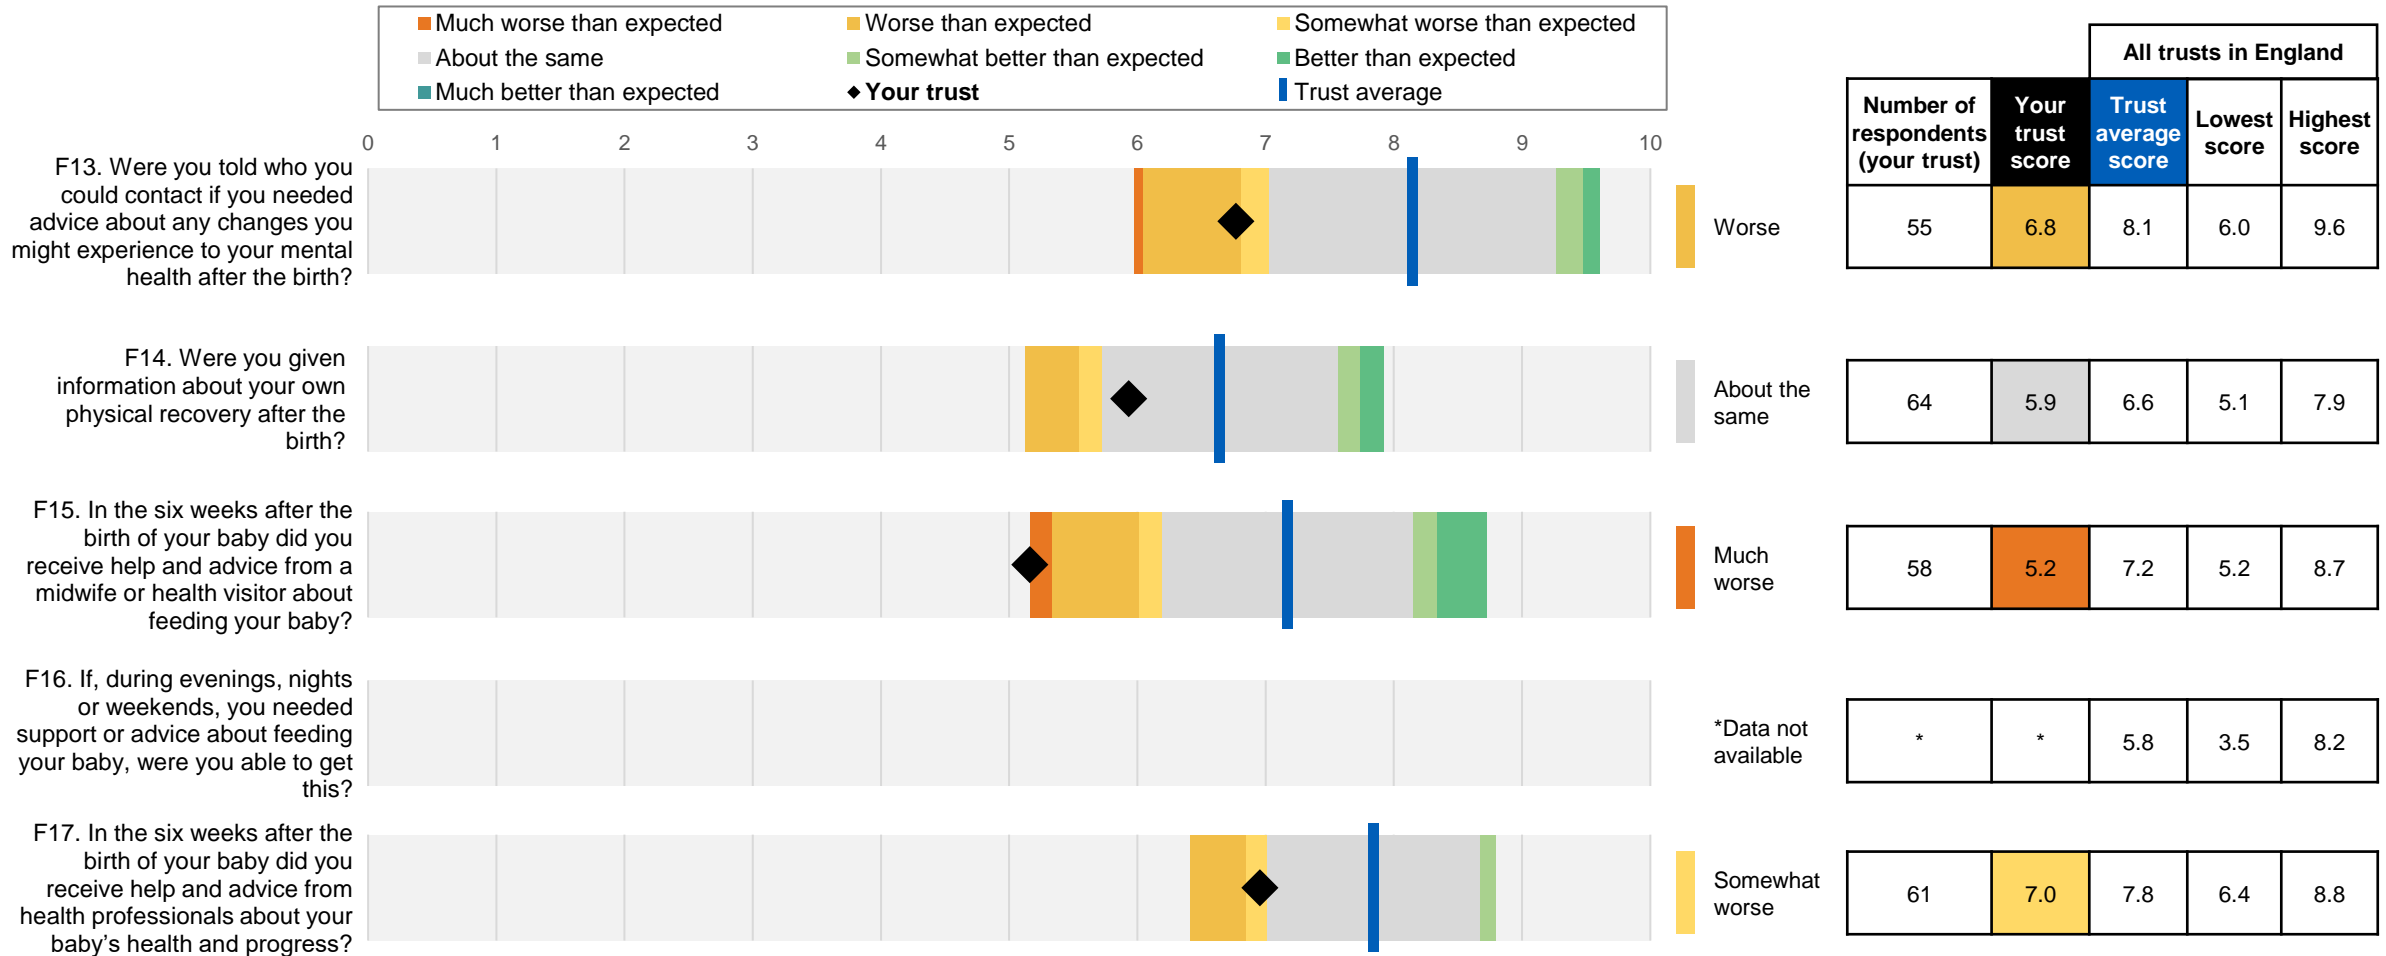 Much worse than expected
Worse than expected
Somewhat worse than expected
About the same
Somewhat better than expected
Better than expected
Much better than expected
Your trust
Trust average
All trusts in England
Number of
respondents
(your trust)
Your
trust
score
Trust
average
score
Lowest
score
Highest
score
0 1 2 3 4 5 6 7 8 9 10
F13. Were you told who you
could contact if you needed
advice about any changes you
might experience to your mental
health after the birth?
Worse
55 6.8 8.1 6.0 9.6
F14. Were you given
information about your own
physical recovery after the
birth?
About the
same
64 5.9 6.6 5.1 7.9
F15. In the six weeks after the
birth of your baby did you
receive help and advice from a
midwife or health visitor about
feeding your baby?
Much
worse
58 5.2 7.2 5.2 8.7
F16. If, during evenings, nights
or weekends, you needed
support or advice about feeding
your baby, were you able to get
this?
*Data not
available
* * 5.8 3.5 8.2
F17. In the six weeks after the
birth of your baby did you
receive help and advice from
health professionals about your
baby’s health and progress?
Somewhat
worse
61 7.0 7.8 6.4 8.8